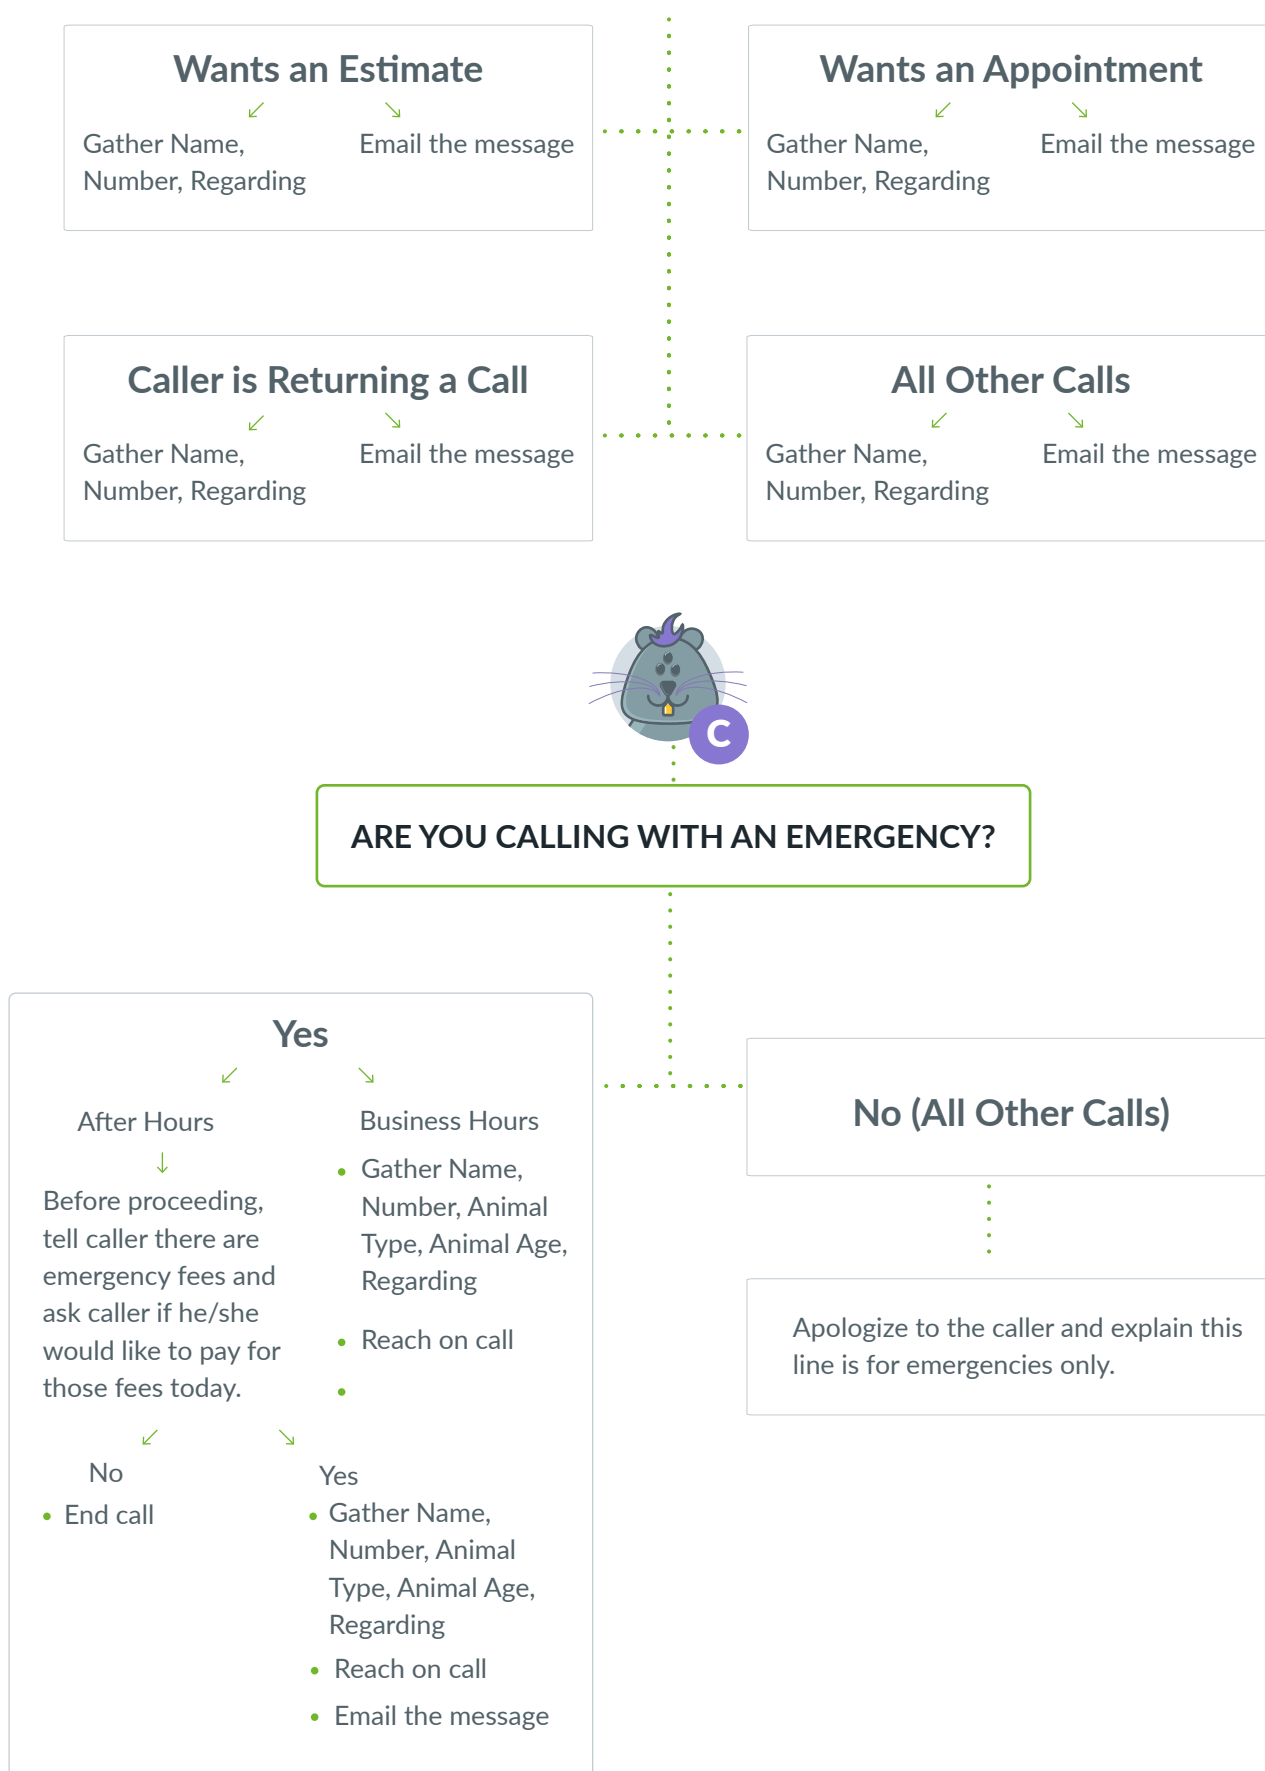 Wants an Estimate
Gather Name,
Number, Regarding
Email the message
Wants an Appointment
Gather Name,
Number, Regarding
Email the message
Caller is Returning a Call
Gather Name,
Number, Regarding
Email the message
All Other Calls
Gather Name,
Number, Regarding
Email the message
C
ARE YOU CALLING WITH AN EMERGENCY?
Yes
After Hours
Before proceeding,
tell caller there are
emergency fees and
ask caller if he/she
would like to pay for
those fees today.
Business Hours
Gather Name,
Number, Animal
Type, Animal Age,
Regarding
Reach on call
No
End call
Yes
Gather Name,
Number, Animal
Type, Animal Age,
Regarding
Reach on call
Email the message
No (All Other Calls)
Apologize to the caller and explain this
line is for emergencies only.